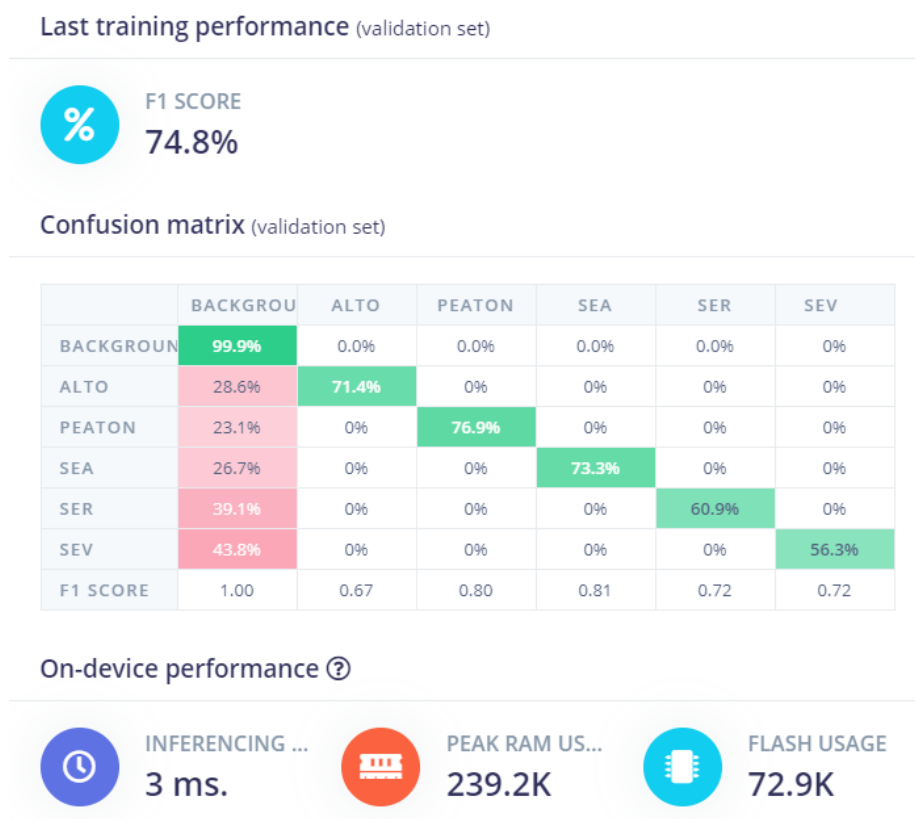 Last training performance (validation set)
F1 SCORE
74.8%
Confusion matrix (validation set)
BACKGROU ALTO PEATON SEA SER SEV
BACKGROUN 99.9% 0.0% 0.0% 0.0% 0.0% 0%
ALTO 28.6% 71.4% 0% 0% 0% 0%
PEATON 23.1% 0% 76.9% 0% 0% 0%
SEA 26.7% 0% 0% 73.3% 0% 0%
SER 39.1% 0% 0% 0% 60.9% 0%
SEV 43.8% 0% 0% 0% 0% 56.3%
F1 SCORE 1.00 0.67 0.80 0.81 0.72 0.72
On-device performance ?
INFERENCING ... PEAK RAM US... FLASH USAGE
3 ms. 239.2K 72.9K